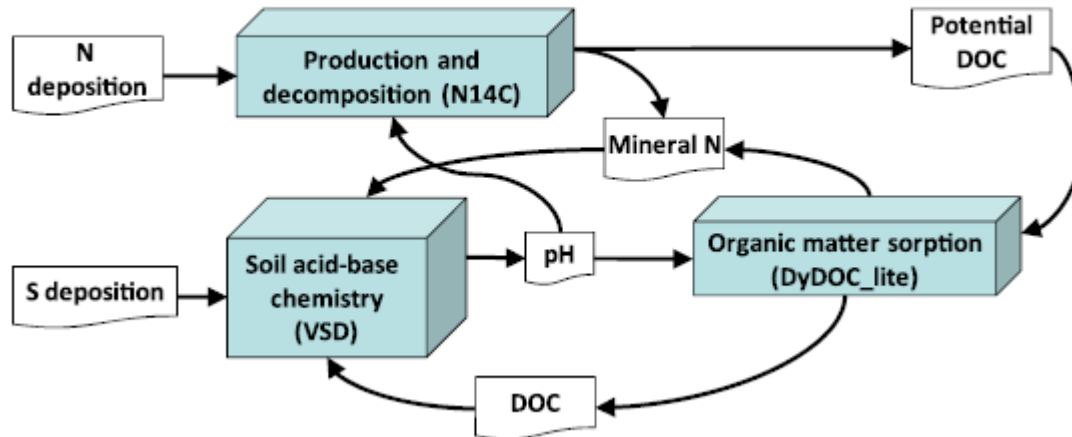 N
deposition
Production and
decomposition (N14C)
Potential
DOC
Mineral N
S deposition
Soil acid-base
chemistry
(VSD)
pH
Organic matter sorption
(DyDOC_lite)
DOC